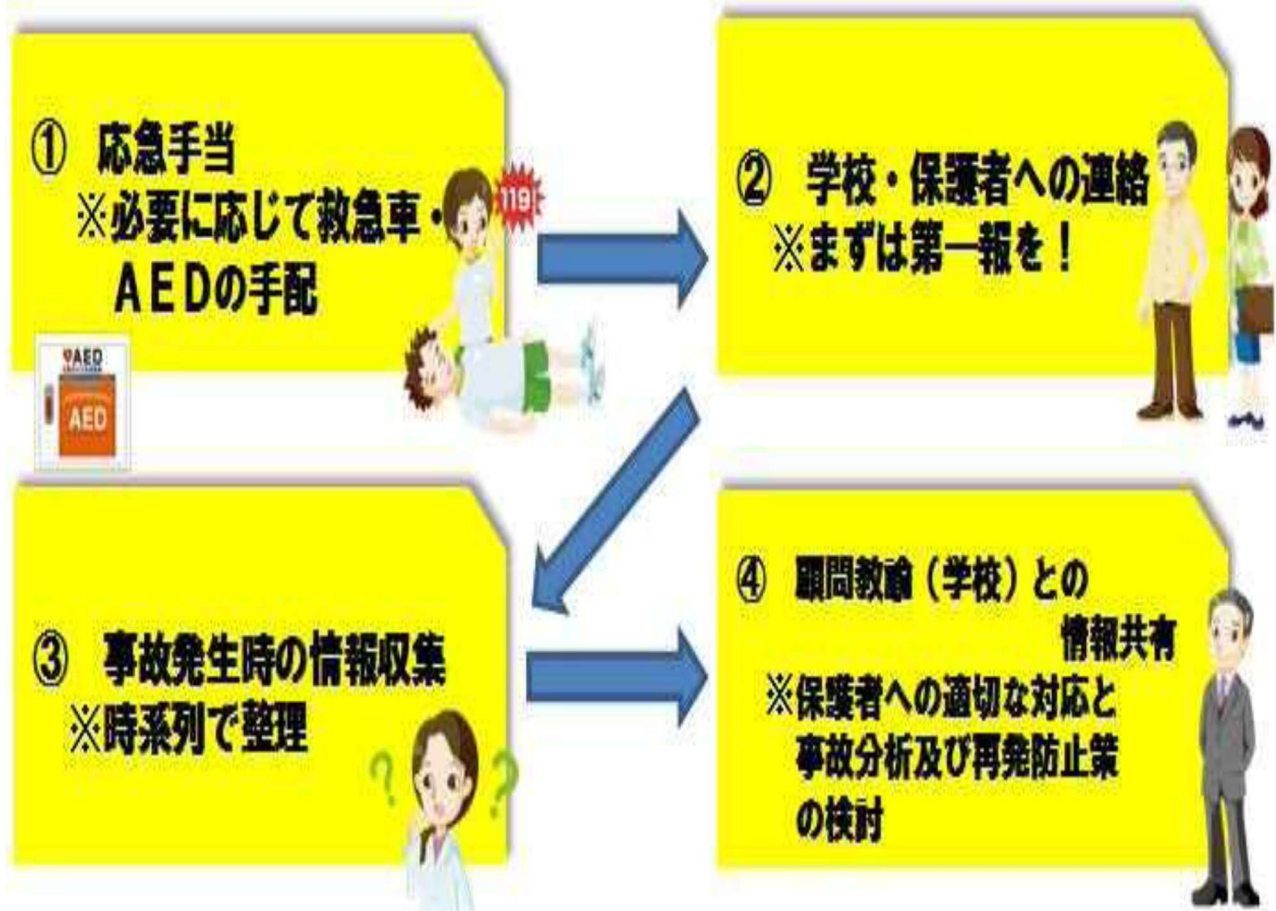 ① 応急手当
※必要に応じて救急車・
AEDの手配
119
AED
AED
② 学校・保護者への連絡
※まずは第一報を！
③ 事故発生時の情報収集
※時系列で整理
④ 顧問教諭（学校）との
情報共有
※保護者への適切な対応と
事故分析及び再発防止策
の検討